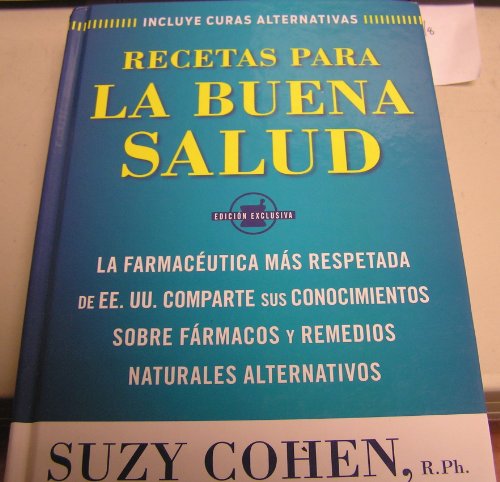 INCLUYE CURAS ALTERNATIVAS
RECETAS PARA
LA BUENA
SALUD
EDICIÓN EXCLUSIVA
LA FARMACÉUTICA MÁS RESPETADA
DE EE. UU. COMPARTE SUS CONOCIMIENTOS
SOBRE FÁRMACOS Y REMEDIOS
NATURALES ALTERNATIVOS
SUZY COHEN, R.Ph.